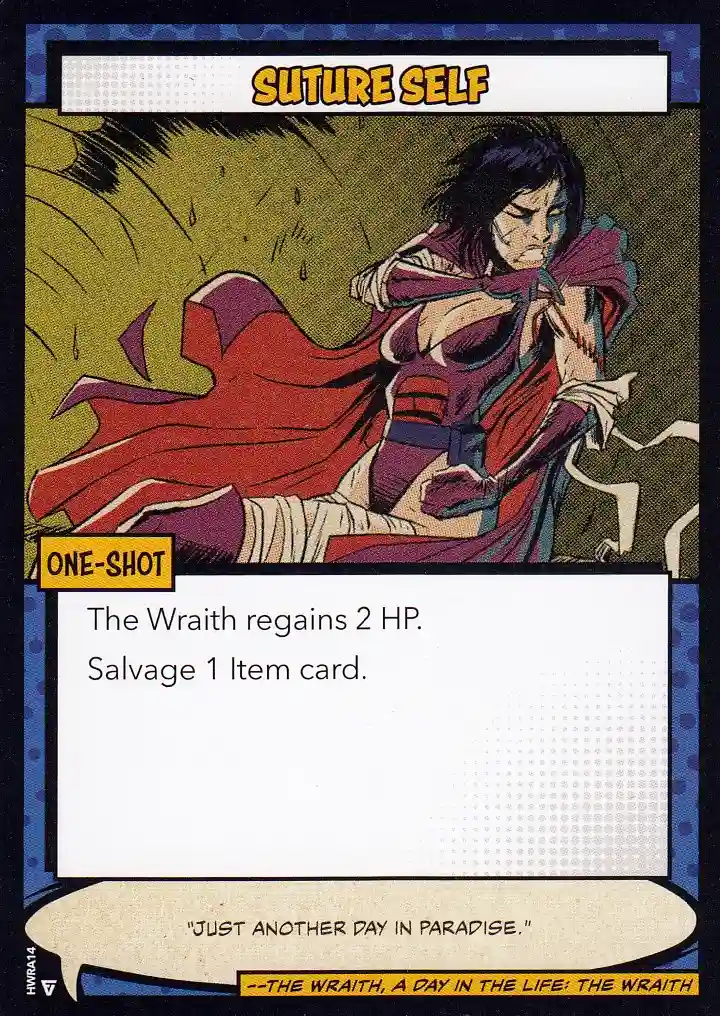 SUTURE SELF
ONE-SHOT
The Wraith regains 2 HP.
Salvage 1 Item card.
"JUST ANOTHER DAY IN PARADISE."
--THE WRAITH, A DAY IN THE LIFE: THE WRAITH
HWRA14